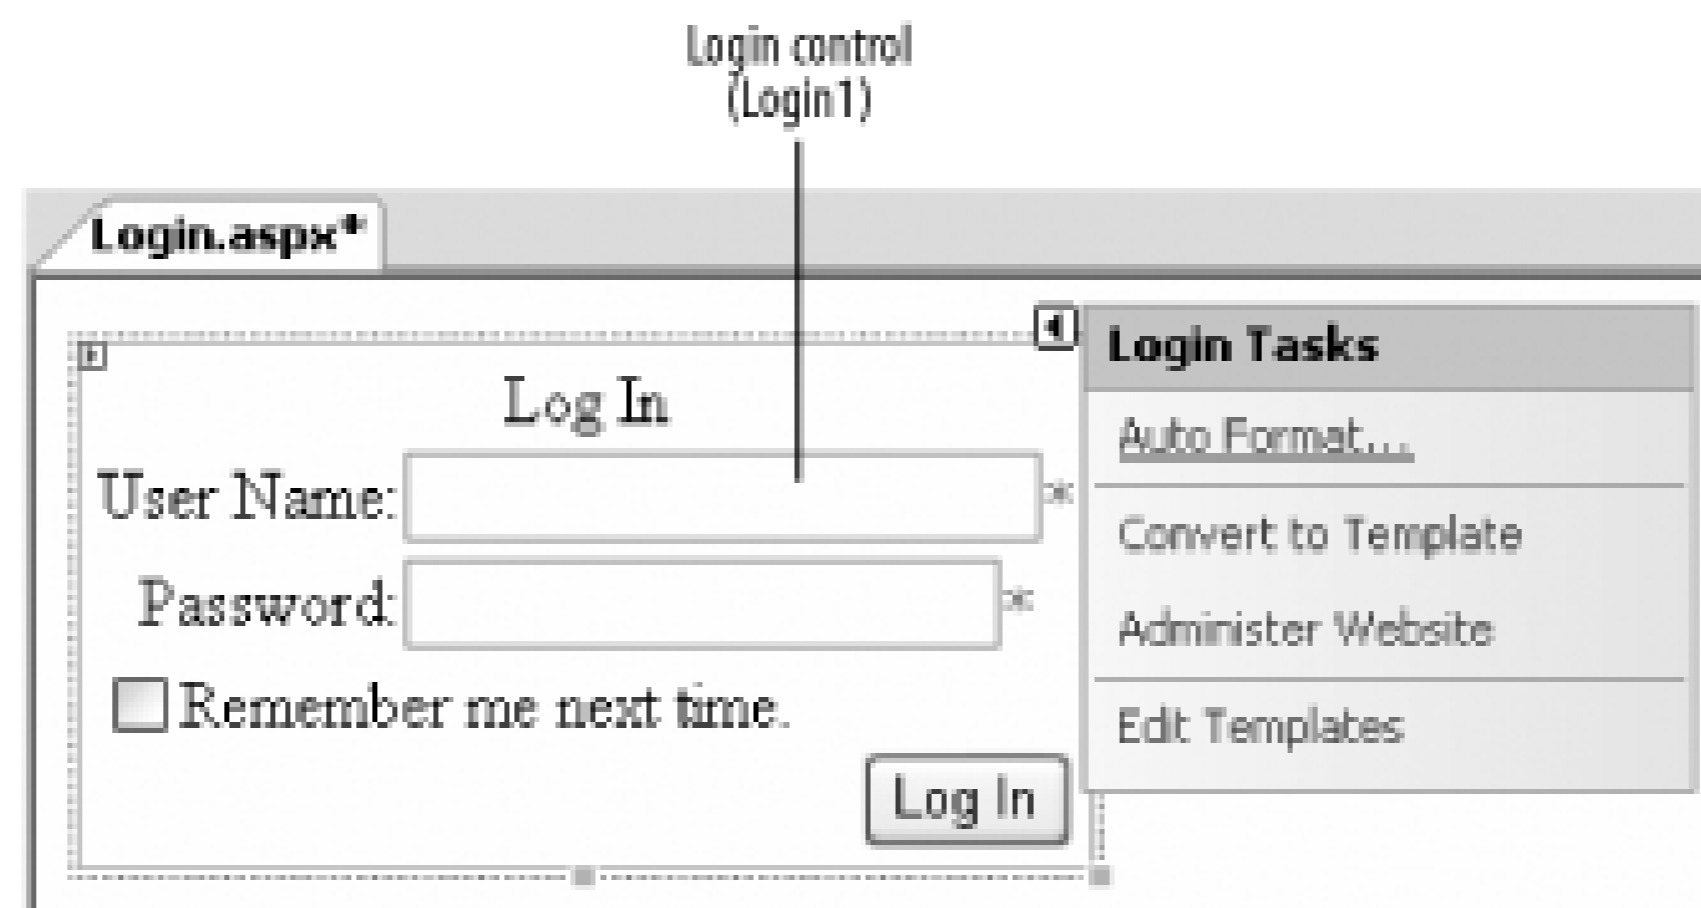 Login control
(Login1)
Login.aspx*
Login Tasks
Log In
Auto Format...
User Name: *
Convert to Template
Password: *
Administer Website
Remember me next time.
Edit Templates
Log In